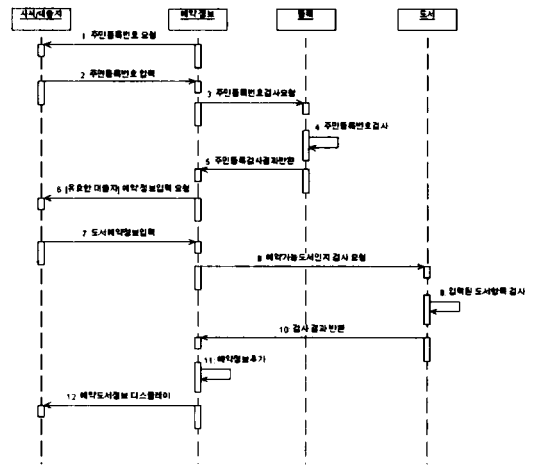 사서/대출자
예약 정보
등록
도서
1 주민등록번호 요청
2 주민등록번호 입력
3 주민등록번호검사요청
4 주민등록번호검사
5 주민등록검사결과반환
6 [유효한 대출자] 예약 정보입력 요청
7 도서예약정보입력
8 예약가능도서인지 검사 요청
9: 입력된 도서항목 검사
10: 검사 결과 반환
11: 예약정보추가
12 예약도서정보 디스플레이